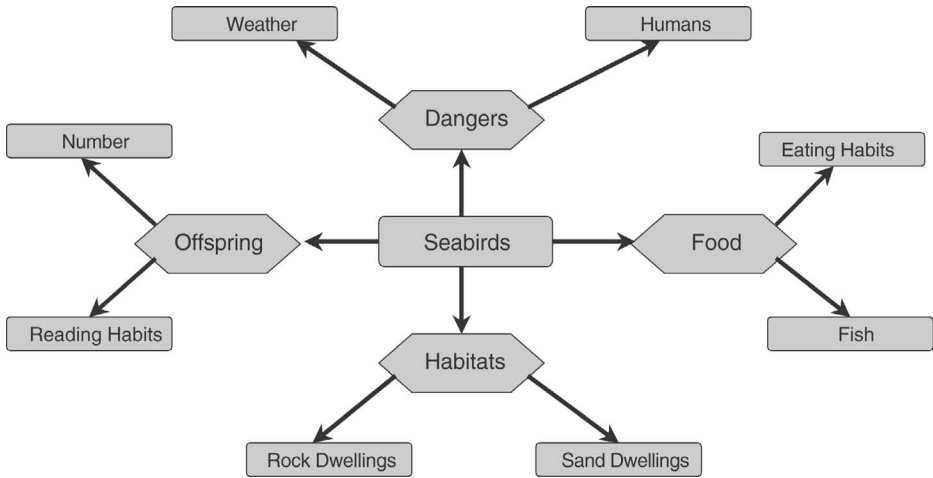 Weather
Humans
Dangers
Number
Eating Habits
Offspring
Seabirds
Food
Reading Habits
Fish
Habitats
Rock Dwellings
Sand Dwellings